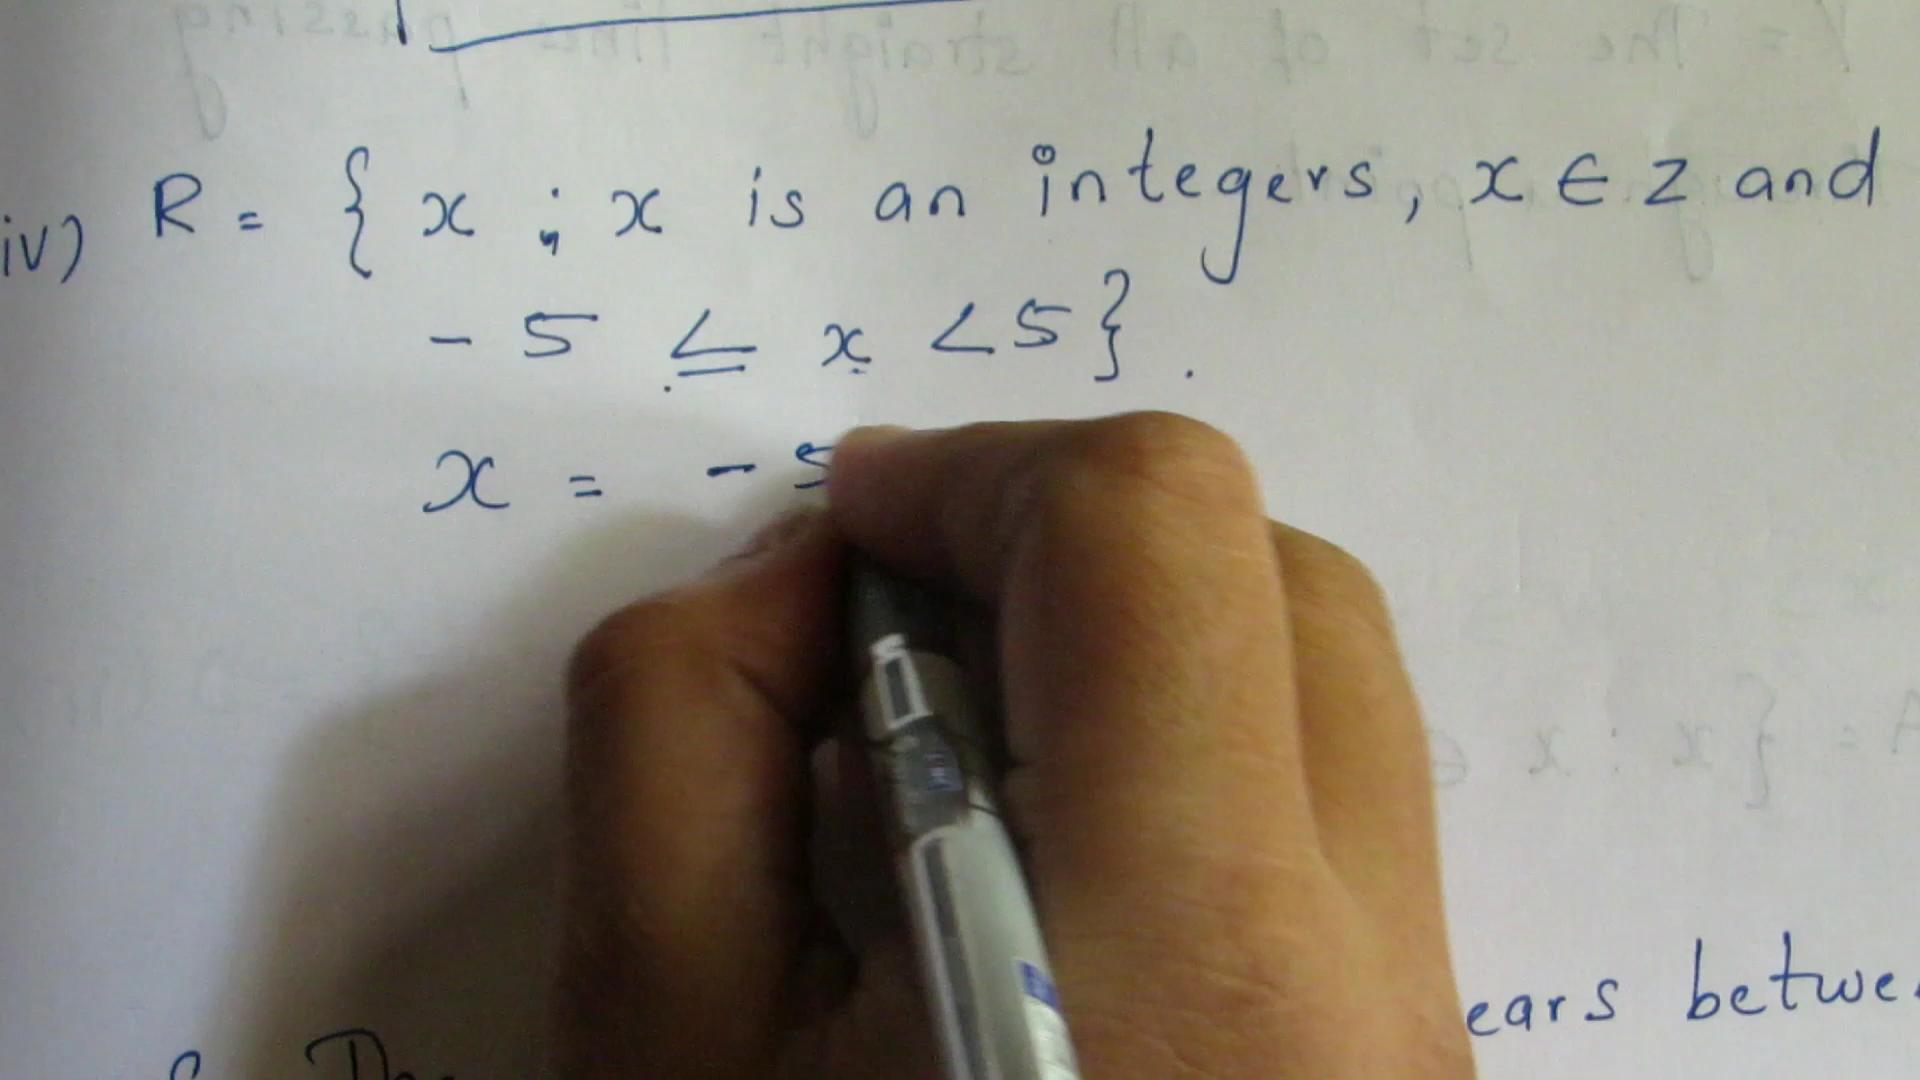 iv) R = { x ; x is an integers, x ∈ z and
- 5 ≤ x < 5 } .
x = - 5
ears betwe